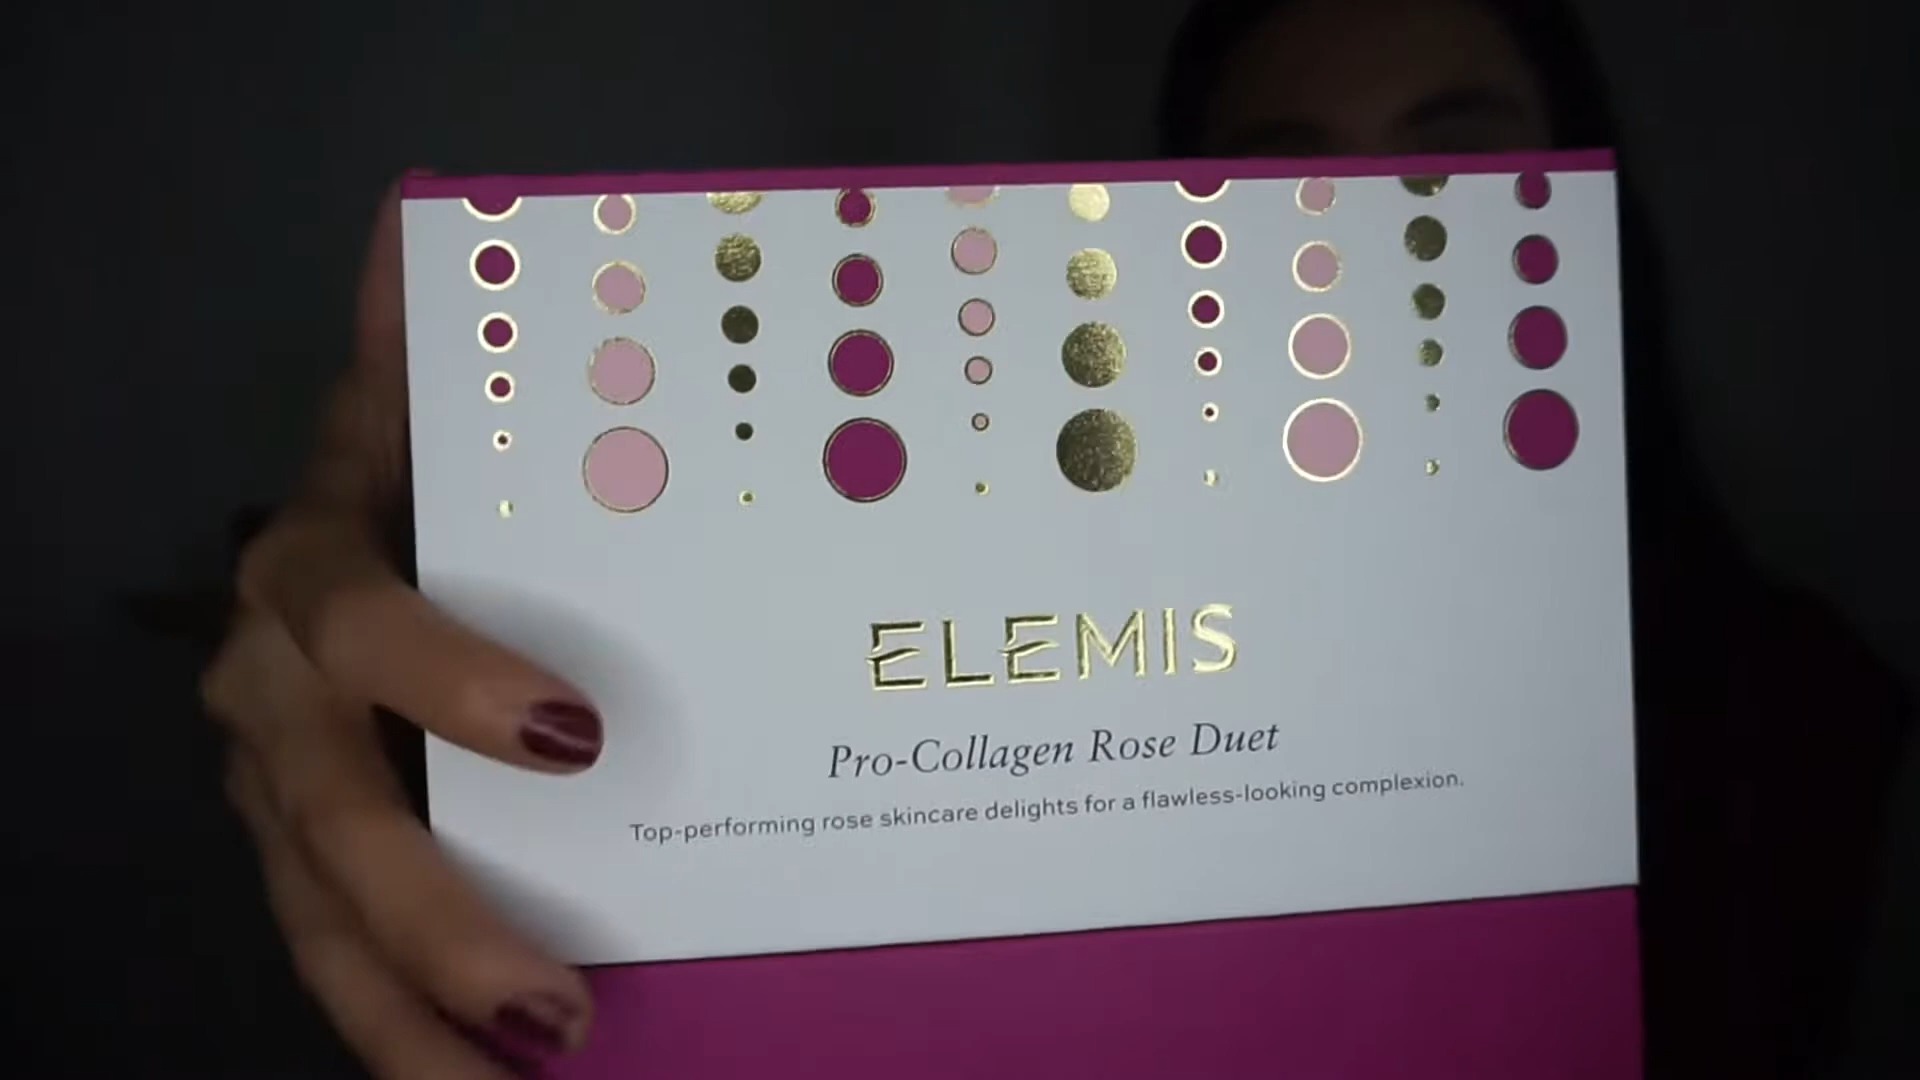 ELEMIS
Pro-Collagen Rose Duet
Top-performing rose skincare delights for a flawless-looking complexion.